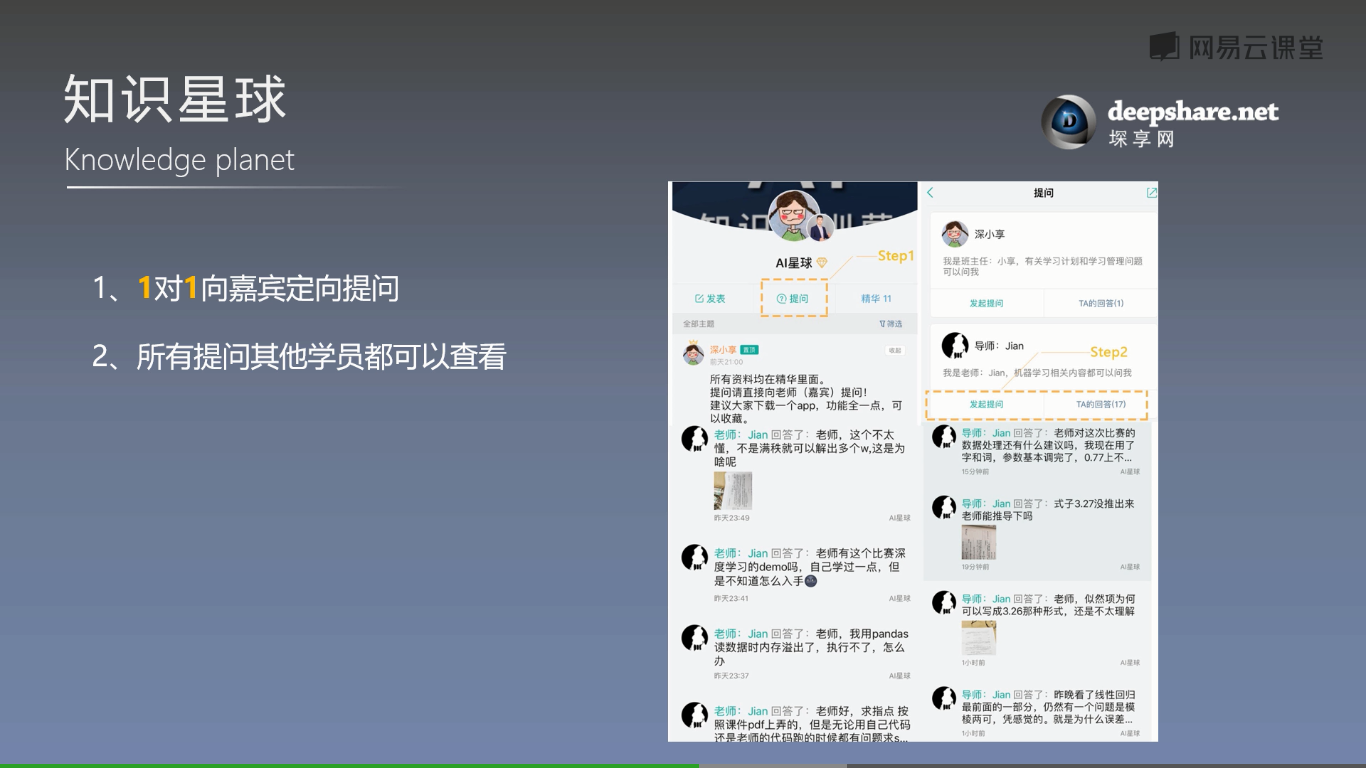 网易云课堂
知识星球
Knowledge planet
deepshare.net
深享网
1、1对1向嘉宾定向提问
2、所有提问其他学员都可以查看
AI星球
Step1
发表
提问
精华 11
全部主题
筛选
深小享
置顶
收起
前天21:00
所有资料均在精华里面。
提问请直接向老师（嘉宾）提问！
建议大家下载一个app，功能全一点，可
以收藏。
老师：Jian 回答了：老师，这个不太
懂，不是满秩就可以解出多个w,这是为
啥呢
昨天23:49
AI星球
老师：Jian 回答了：老师有这个比赛深
度学习的demo吗，自己学过一点，但
是不知道怎么入手
昨天23:41
AI星球
老师：Jian 回答了：老师，我用pandas
读数据时内存溢出了，执行不了，怎么
办
昨天23:37
AI星球
老师：Jian 回答了：老师好，求指点 按
照课件pdf上弄的，但是无论用自己代码
还是老师的代码跑的时候都有问题求s...
提问
深小享
我是班主任：小享，有关学习计划和学习管理问题
可以问我
发起提问
TA的回答(1)
导师：Jian
Step2
我是老师：Jian，机器学习相关内容都可以问我
发起提问
TA的回答(17)
导师：Jian 回答了：老师对这次比赛的
数据处理还有什么建议吗，我现在用了
字和词，参数基本调完了，0.77上不...
15分钟前
AI星球
导师：Jian 回答了：式子3.27没推出来
老师能推导下吗
19分钟前
AI星球
导师：Jian 回答了：老师，似然项为何
可以写成3.26那种形式，还是不太理解
1小时前
AI星球
导师：Jian 回答了：昨晚看了线性回归
最前面的一部分，仍然有一个问题是模
棱两可，凭感觉的。就是为什么误差...
1小时前
AI星球